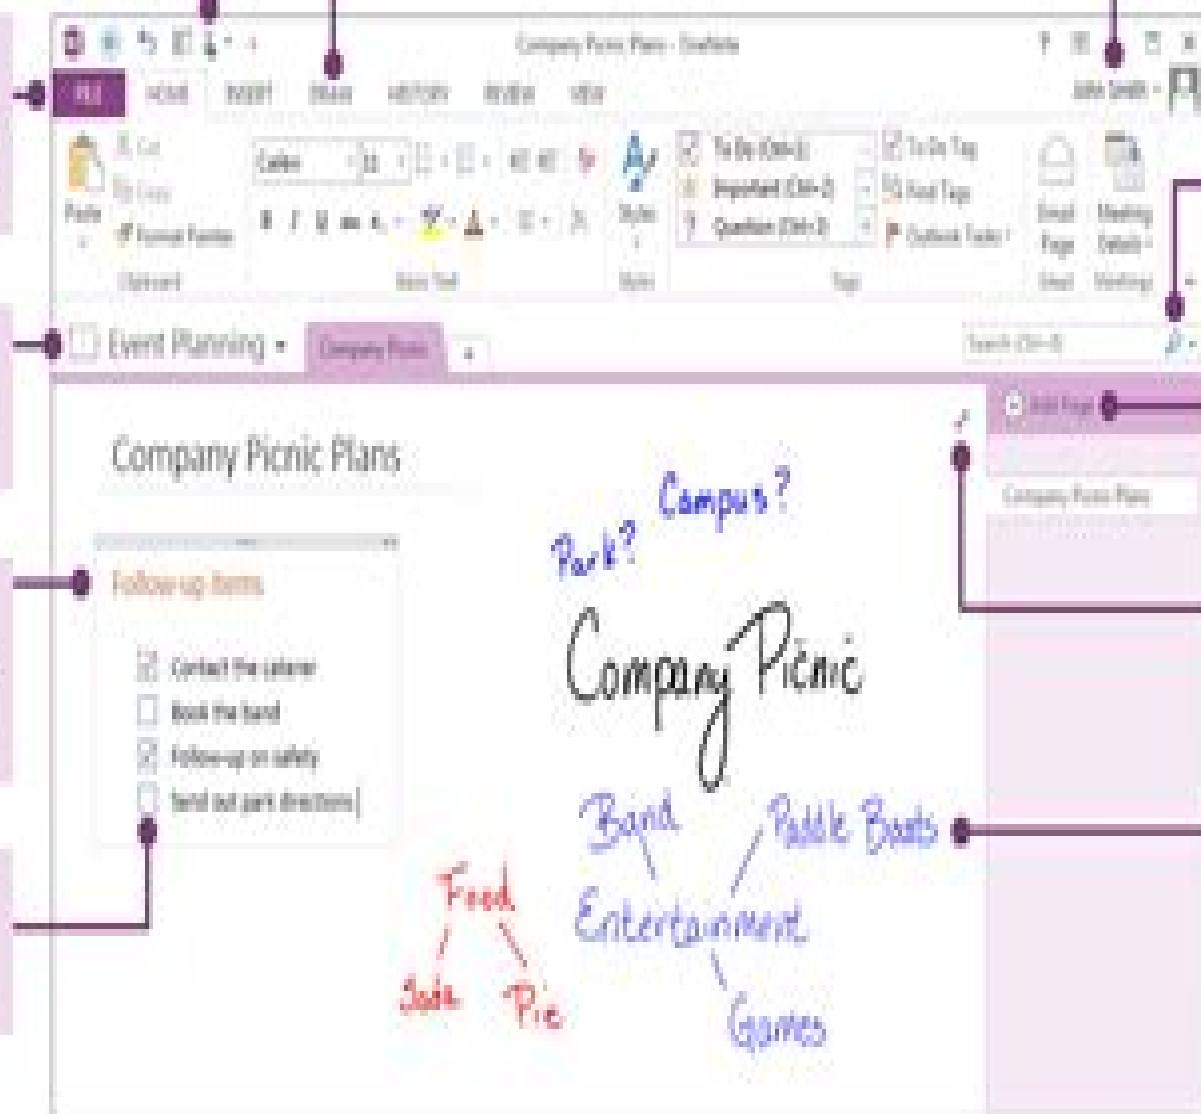 Company Picnic Plans - OneNote
FILE HOME INSERT DRAW HISTORY REVIEW VIEW
Cut
Copy
Paste
Format Painter
Clipboard
Calibri 11
B I U abc
Basic Text
Styles
Styles
To Do (Ctrl+1)
Important (Ctrl+2)
Question (Ctrl+3)
To Do Tag
Find Tags
Outlook Tasks
Tags
Email Page
Email
Meeting Details
Meetings
Event Planning
Company Picnic
+
Search (Ctrl+E)
Add Page
Company Picnic Plans
Company Picnic Plans
Follow-up items
Contact the caterer
Book the band
Follow-up on safety
Send out park directions
Campus?
Park?
Company Picnic
Band
Paddle Boats
Entertainment
Games
Food
Soda
Pie